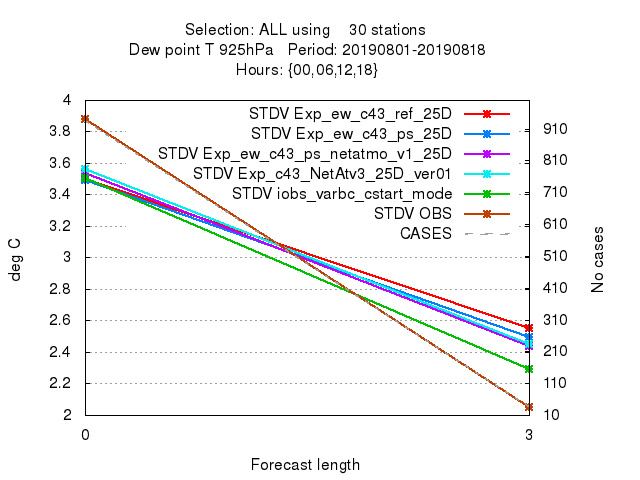 Selection: ALL using    30 stations
Dew point T 925hPa   Period: 20190801-20190818
Hours: {00,06,12,18}
STDV Exp_ew_c43_ref_25D
STDV Exp_ew_c43_ps_25D
STDV Exp_ew_c43_ps_netatmo_v1_25D
STDV Exp_c43_NetAtv3_25D_ver01
STDV iobs_varbc_cstart_mode
STDV OBS
CASES
4
3.8
3.6
3.4
3.2
3
2.8
2.6
2.4
2.2
2
deg C
910
810
710
610
510
410
310
210
110
10
No cases
0
3
Forecast length